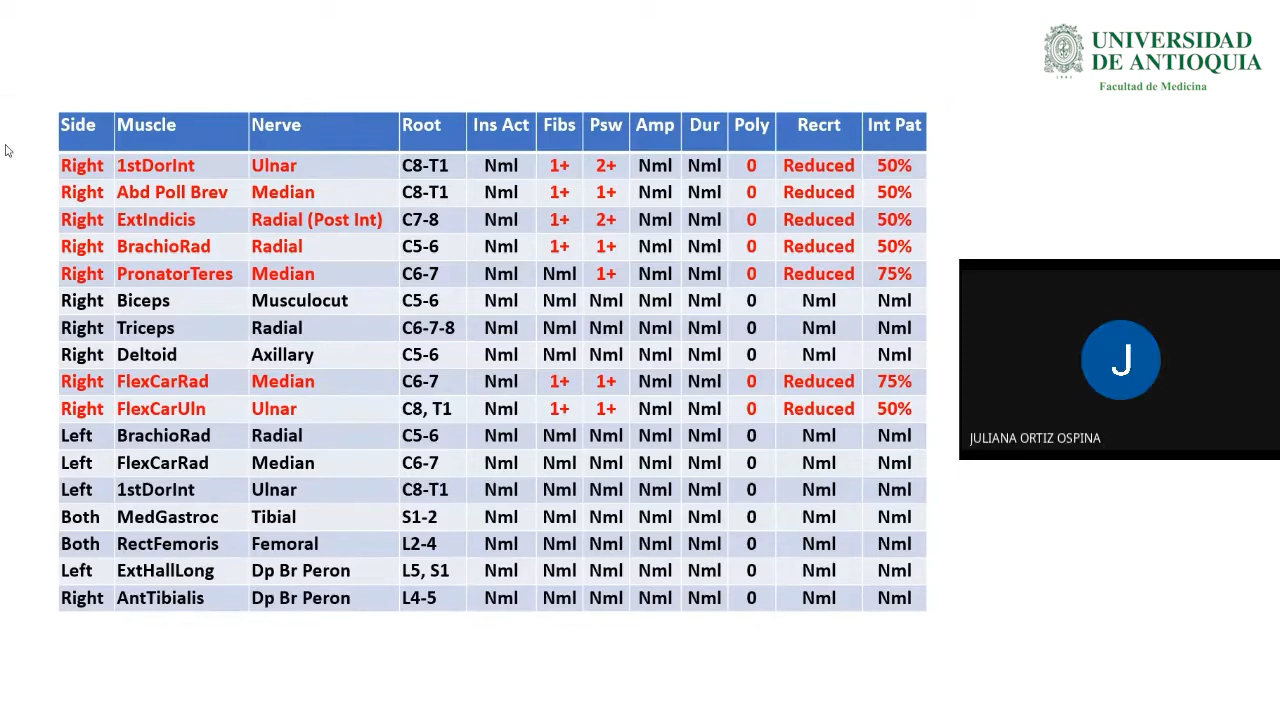 UNIVERSIDAD
DE ANTIOQUIA
Facultad de Medicina
Side Muscle Nerve Root Ins Act Fibs Psw Amp Dur Poly Recrt Int Pat
Right 1stDorInt Ulnar C8-T1 Nml 1+ 2+ Nml Nml 0 Reduced 50%
Right Abd Poll Brev Median C8-T1 Nml 1+ 1+ Nml Nml 0 Reduced 50%
Right ExtIndicis Radial (Post Int) C7-8 Nml 1+ 2+ Nml Nml 0 Reduced 50%
Right BrachioRad Radial C5-6 Nml 1+ 1+ Nml Nml 0 Reduced 50%
Right PronatorTeres Median C6-7 Nml Nml 1+ Nml Nml 0 Reduced 75%
Right Biceps Musculocut C5-6 Nml Nml Nml Nml Nml 0 Nml Nml
Right Triceps Radial C6-7-8 Nml Nml Nml Nml Nml 0 Nml Nml
Right Deltoid Axillary C5-6 Nml Nml Nml Nml Nml 0 Nml Nml
Right FlexCarRad Median C6-7 Nml 1+ 1+ Nml Nml 0 Reduced 75%
Right FlexCarUln Ulnar C8, T1 Nml 1+ 1+ Nml Nml 0 Reduced 50%
Left BrachioRad Radial C5-6 Nml Nml Nml Nml Nml 0 Nml Nml
Left FlexCarRad Median C6-7 Nml Nml Nml Nml Nml 0 Nml Nml
Left 1stDorInt Ulnar C8-T1 Nml Nml Nml Nml Nml 0 Nml Nml
Both MedGastroc Tibial S1-2 Nml Nml Nml Nml Nml 0 Nml Nml
Both RectFemoris Femoral L2-4 Nml Nml Nml Nml Nml 0 Nml Nml
Left ExtHallLong Dp Br Peron L5, S1 Nml Nml Nml Nml Nml 0 Nml Nml
Right AntTibialis Dp Br Peron L4-5 Nml Nml Nml Nml Nml 0 Nml Nml
J
JULIANA ORTIZ OSPINA